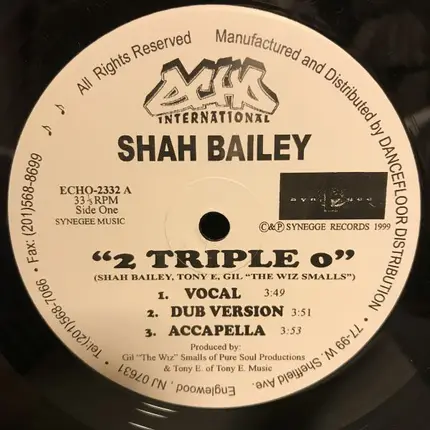 All Rights Reserved
Manufactured and Distributed by DANCEFLOOR DISTRIBUTION • 77-99 W. Sheffield Ave. Englewood, NJ 07631 • Tel:(201)568-7066 • Fax: (201)568-8699
ECHO
INTERNATIONAL
SHAH BAILEY
ECHO-2332 A
33⅓RPM
Side One
SYNEGEE MUSIC
©&℗ SYNEGGE RECORDS 1999
"2 TRIPLE 0"
(SHAH BAILEY, TONY E, GIL "THE WIZ SMALLS")
1. VOCAL 3:49
2. DUB VERSION 3:51
3. ACCAPELLA 3:53
Produced by:
Gil "The Wiz" Smalls of Pure Soul Productions
& Tony E. of Tony E. Music